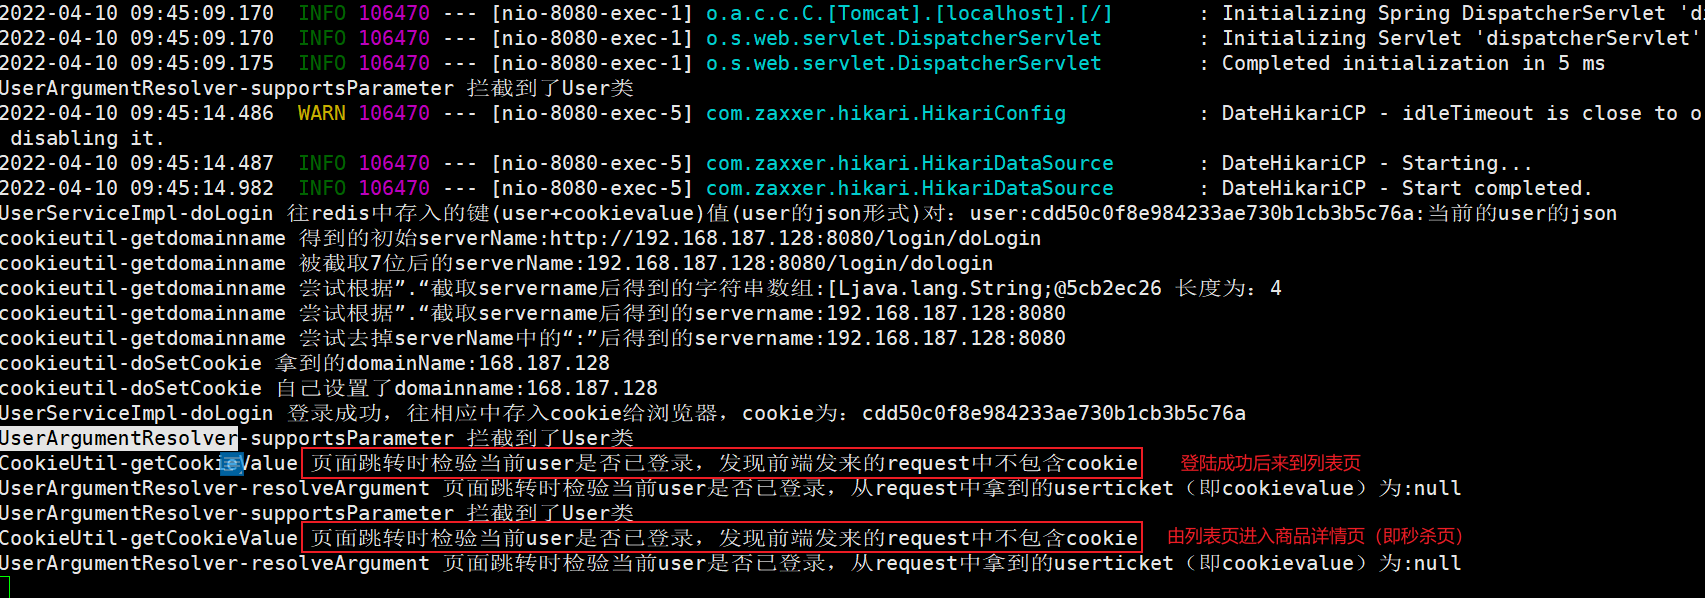 2022-04-10 09:45:09.170  INFO 106470 --- [nio-8080-exec-1] o.a.c.c.C.[Tomcat].[localhost].[/]       : Initializing Spring DispatcherServlet 'di
2022-04-10 09:45:09.170  INFO 106470 --- [nio-8080-exec-1] o.s.web.servlet.DispatcherServlet        : Initializing Servlet 'dispatcherServlet'
2022-04-10 09:45:09.175  INFO 106470 --- [nio-8080-exec-1] o.s.web.servlet.DispatcherServlet        : Completed initialization in 5 ms
UserArgumentResolver-supportsParameter 拦截到了User类
2022-04-10 09:45:14.486  WARN 106470 --- [nio-8080-exec-5] com.zaxxer.hikari.HikariConfig           : DateHikariCP - idleTimeout is close to o
 disabling it.
2022-04-10 09:45:14.487  INFO 106470 --- [nio-8080-exec-5] com.zaxxer.hikari.HikariDataSource       : DateHikariCP - Starting...
2022-04-10 09:45:14.982  INFO 106470 --- [nio-8080-exec-5] com.zaxxer.hikari.HikariDataSource       : DateHikariCP - Start completed.
UserServiceImpl-doLogin 往redis中存入的键(user+cookievalue)值(user的json形式)对：user:cdd50c0f8e984233ae730b1cb3b5c76a:当前的user的json
cookieutil-getdomainname 得到的初始serverName:http://192.168.187.128:8080/login/doLogin
cookieutil-getdomainname 被截取7位后的serverName:192.168.187.128:8080/login/dologin
cookieutil-getdomainname 尝试根据”.“截取servername后得到的字符串数组:[Ljava.lang.String;@5cb2ec26 长度为：4
cookieutil-getdomainname 尝试根据”.“截取servername后得到的servername:192.168.187.128:8080
cookieutil-getdomainname 尝试去掉serverName中的“:”后得到的servername:192.168.187.128:8080
cookieutil-doSetCookie 拿到的domainName:168.187.128
cookieutil-doSetCookie 自己设置了domainname:168.187.128
UserServiceImpl-doLogin 登录成功，往相应中存入cookie给浏览器，cookie为：cdd50c0f8e984233ae730b1cb3b5c76a
UserArgumentResolver-supportsParameter 拦截到了User类
CookieUtil-getCookieValue 页面跳转时检验当前user是否已登录，发现前端发来的request中不包含cookie 登陆成功后来到列表页
UserArgumentResolver-resolveArgument 页面跳转时检验当前user是否已登录，从request中拿到的userticket（即cookievalue）为:null
UserArgumentResolver-supportsParameter 拦截到了User类
CookieUtil-getCookieValue 页面跳转时检验当前user是否已登录，发现前端发来的request中不包含cookie 由列表页进入商品详情页（即秒杀页）
UserArgumentResolver-resolveArgument 页面跳转时检验当前user是否已登录，从request中拿到的userticket（即cookievalue）为:null